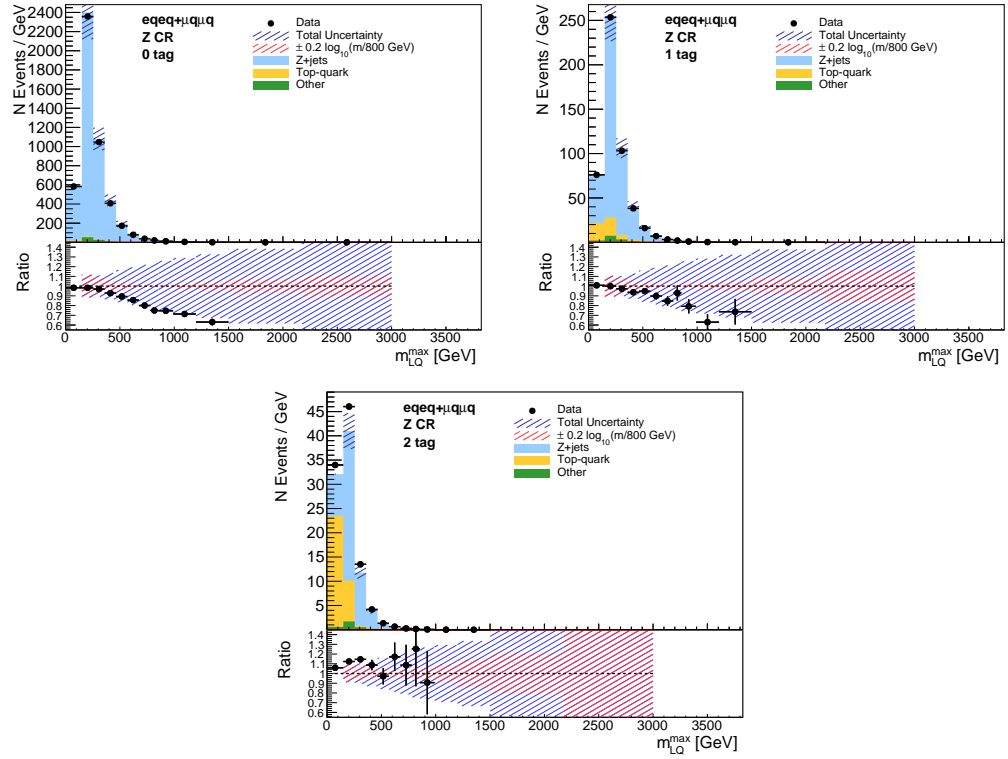 N Events / GeV
2400
2200
2000
1800
1600
1400
1200
1000
800
600
400
200
eqeq+μqμq
Z CR
0 tag
Data
Total Uncertainty
± 0.2 log₁₀(m/800 GeV)
Z+jets
Top-quark
Other
Ratio
1.4
1.3
1.2
1.1
1
0.9
0.8
0.7
0.6
0 500 1000 1500 2000 2500 3000 3500
m_LQ^max [GeV]
N Events / GeV
250
200
150
100
50
eqeq+μqμq
Z CR
1 tag
Data
Total Uncertainty
± 0.2 log₁₀(m/800 GeV)
Z+jets
Top-quark
Other
Ratio
1.4
1.3
1.2
1.1
1
0.9
0.8
0.7
0.6
0 500 1000 1500 2000 2500 3000 3500
m_LQ^max [GeV]
N Events / GeV
45
40
35
30
25
20
15
10
5
eqeq+μqμq
Z CR
2 tag
Data
Total Uncertainty
± 0.2 log₁₀(m/800 GeV)
Z+jets
Top-quark
Other
Ratio
1.4
1.3
1.2
1.1
1
0.9
0.8
0.7
0.6
0 500 1000 1500 2000 2500 3000 3500
m_LQ^max [GeV]